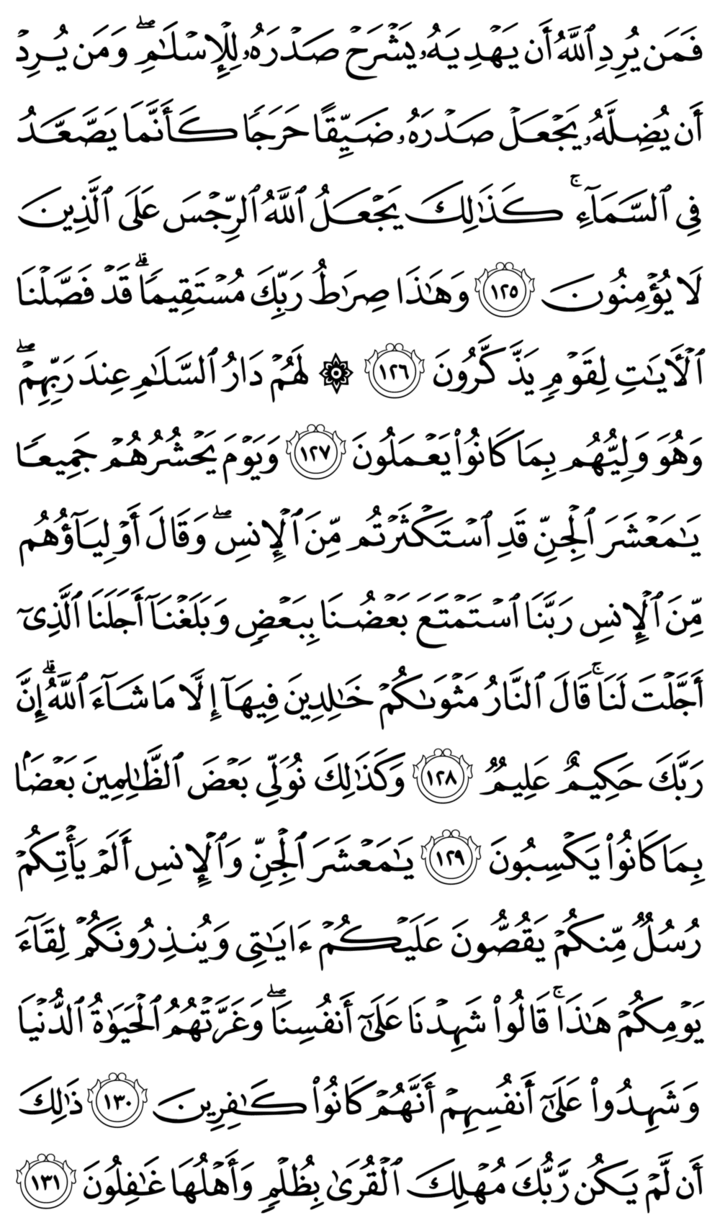 فَمَن يُرِدِ ٱللَّهُ أَن يَهۡدِيَهُۥ يَشۡرَحۡ صَدۡرَهُۥ لِلۡإِسۡلَٰمِۖ وَمَن يُرِدۡ
أَن يُضِلَّهُۥ يَجۡعَلۡ صَدۡرَهُۥ ضَيِّقًا حَرَجٗا كَأَنَّمَا يَصَّعَّدُ
فِي ٱلسَّمَآءِۚ كَذَٰلِكَ يَجۡعَلُ ٱللَّهُ ٱلرِّجۡسَ عَلَى ٱلَّذِينَ
لَا يُؤۡمِنُونَ ١٢٥ وَهَٰذَا صِرَٰطُ رَبِّكَ مُسۡتَقِيمٗاۗ قَدۡ فَصَّلۡنَا
ٱلۡأٓيَٰتِ لِقَوۡمٖ يَذَّكَّرُونَ ١٢٦ ۞ لَهُمۡ دَارُ ٱلسَّلَٰمِ عِندَ رَبِّهِمۡۖ
وَهُوَ وَلِيُّهُم بِمَا كَانُواْ يَعۡمَلُونَ ١٢٧ وَيَوۡمَ يَحۡشُرُهُمۡ جَمِيعٗا
يَٰمَعۡشَرَ ٱلۡجِنِّ قَدِ ٱسۡتَكۡثَرۡتُم مِّنَ ٱلۡإِنسِۖ وَقَالَ أَوۡلِيَآؤُهُم
مِّنَ ٱلۡإِنسِ رَبَّنَا ٱسۡتَمۡتَعَ بَعۡضُنَا بِبَعۡضٖ وَبَلَغۡنَآ أَجَلَنَا ٱلَّذِيٓ
أَجَّلۡتَ لَنَاۚ قَالَ ٱلنَّارُ مَثۡوَىٰكُمۡ خَٰلِدِينَ فِيهَآ إِلَّا مَا شَآءَ ٱللَّهُۗ إِنَّ
رَبَّكَ حَكِيمٌ عَلِيمٞ ١٢٨ وَكَذَٰلِكَ نُوَلِّي بَعۡضَ ٱلظَّٰلِمِينَ بَعۡضَۢا
بِمَا كَانُواْ يَكۡسِبُونَ ١٢٩ يَٰمَعۡشَرَ ٱلۡجِنِّ وَٱلۡإِنسِ أَلَمۡ يَأۡتِكُمۡ
رُسُلٞ مِّنكُمۡ يَقُصُّونَ عَلَيۡكُمۡ ءَايَٰتِي وَيُنذِرُونَكُمۡ لِقَآءَ
يَوۡمِكُمۡ هَٰذَاۚ قَالُواْ شَهِدۡنَا عَلَىٰٓ أَنفُسِنَاۖ وَغَرَّتۡهُمُ ٱلۡحَيَوٰةُ ٱلدُّنۡيَا
وَشَهِدُواْ عَلَىٰٓ أَنفُسِهِمۡ أَنَّهُمۡ كَانُواْ كَٰفِرِينَ ١٣٠ ذَٰلِكَ
أَن لَّمۡ يَكُن رَّبُّكَ مُهۡلِكَ ٱلۡقُرَىٰ بِظُلۡمٖ وَأَهۡلُهَا غَٰفِلُونَ ١٣١